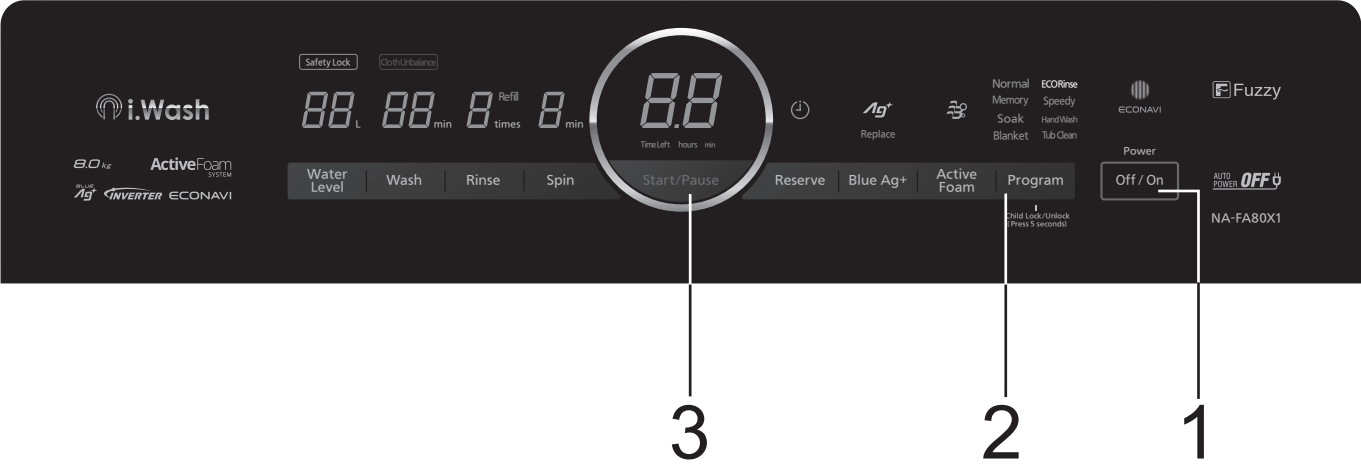 Safety Lock
Cloth Unbalance
i.Wash
8.0 kg
ActiveFoam
SYSTEM
BLUE
Ag+
INVERTER
ECONAVI
88 L
88 min
8 Refill
times
8 min
8.8
Time Left hours min
Ag+
Replace
Normal ECORinse
Memory Speedy
Soak Hand Wash
Blanket Tub Clean
ECONAVI
F Fuzzy
Water
Level
Wash
Rinse
Spin
Start/Pause
Reserve
Blue Ag+
Active
Foam
Program
Child Lock/Unlock
(Press 5 seconds)
Power
Off / On
AUTO
POWER OFF
NA-FA80X1
3
2
1